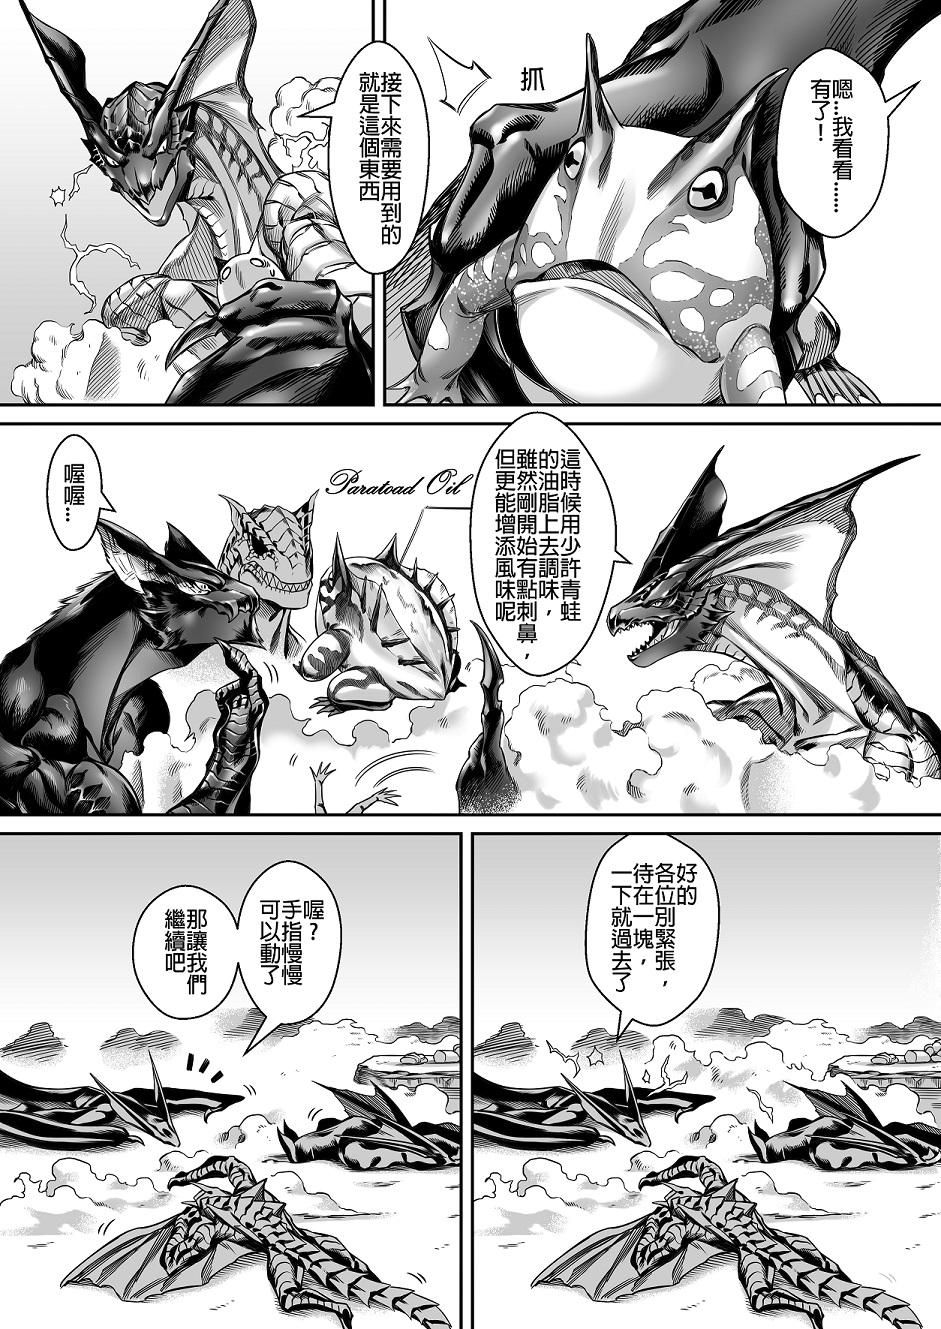 嗯…我看看……
有了！
抓
接下來需要用到的
就是這個東西
這時候用少許青蛙
的油脂上去調味，
雖然剛開始有點刺鼻，
但更能增添風味呢
Paratoad Oil
喔喔…
好的
各位別緊張，
待在一塊，
一下就過去了
喔？
手指慢慢
可以動了
那讓我們
繼續吧